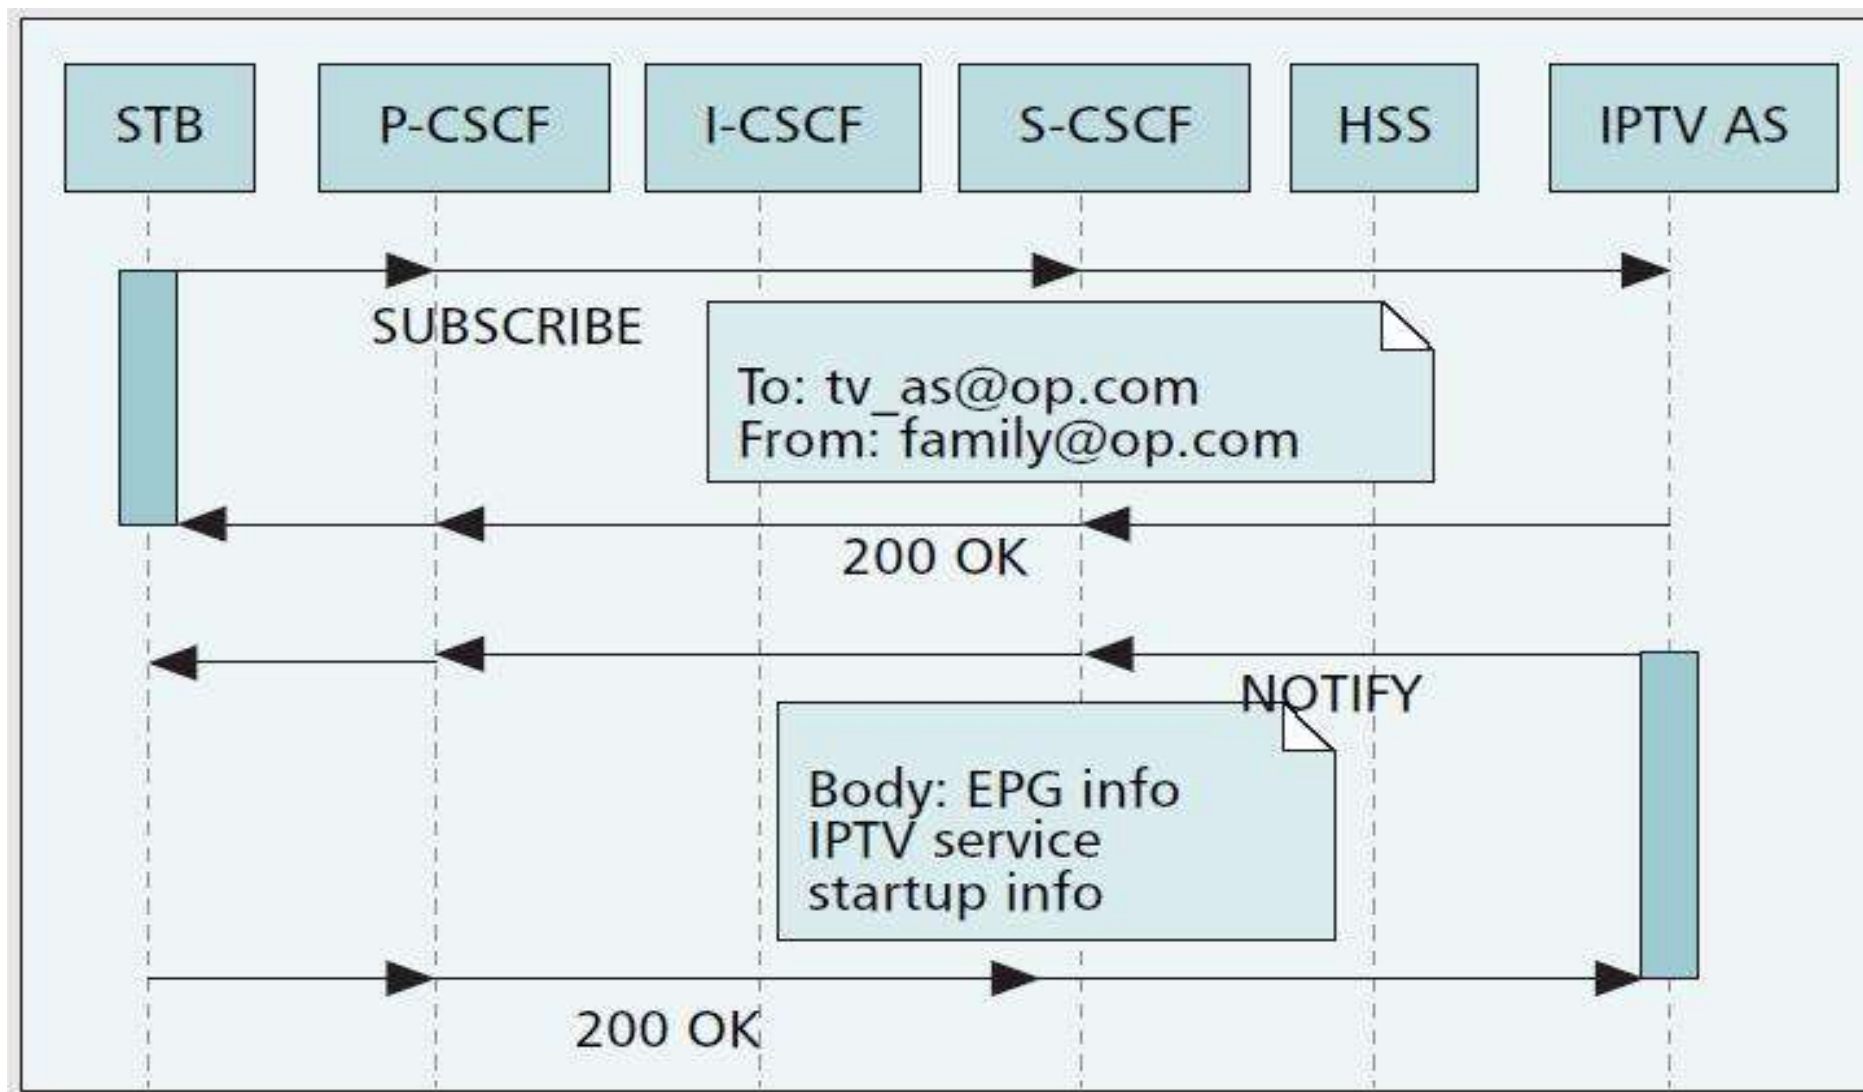 STB
P-CSCF
I-CSCF
S-CSCF
HSS
IPTV AS
SUBSCRIBE
To: tv_as@op.com
From: family@op.com
200 OK
NOTIFY
Body: EPG info
IPTV service
startup info
200 OK